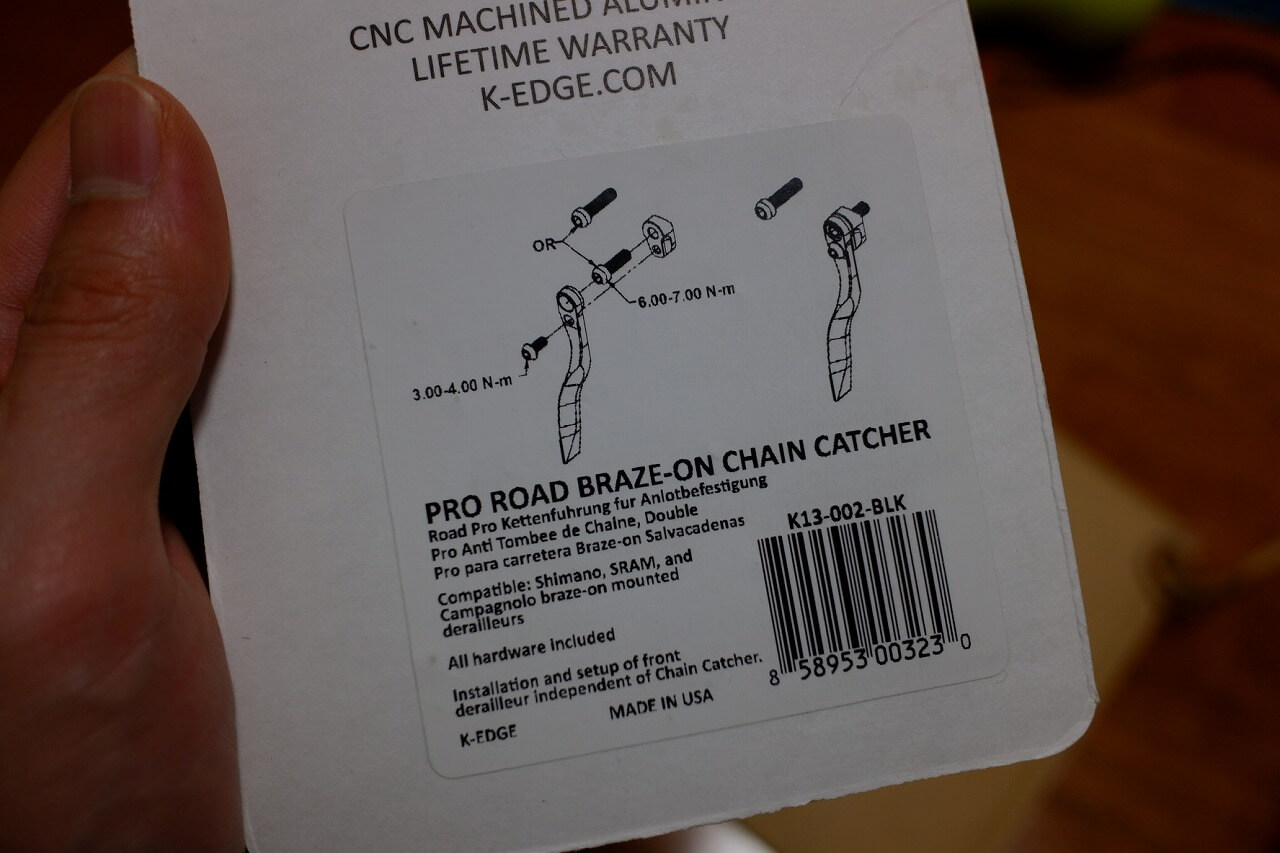 CNC MACHINED ALUMIN
LIFETIME WARRANTY
K-EDGE.COM
OR
6.00-7.00 N-m
3.00-4.00 N-m
PRO ROAD BRAZE-ON CHAIN CATCHER
Road Pro Kettenfuhrung fur Anlotbefestigung
Pro Anti Tombee de Chaine, Double
Pro para carretera Braze-on Salvacadenas
Compatible: Shimano, SRAM, and
Campagnolo braze-on mounted
derailleurs
All hardware included
Installation and setup of front
derailleur independent of Chain Catcher.
K-EDGE
MADE IN USA
K13-002-BLK
8 58953 00323 0